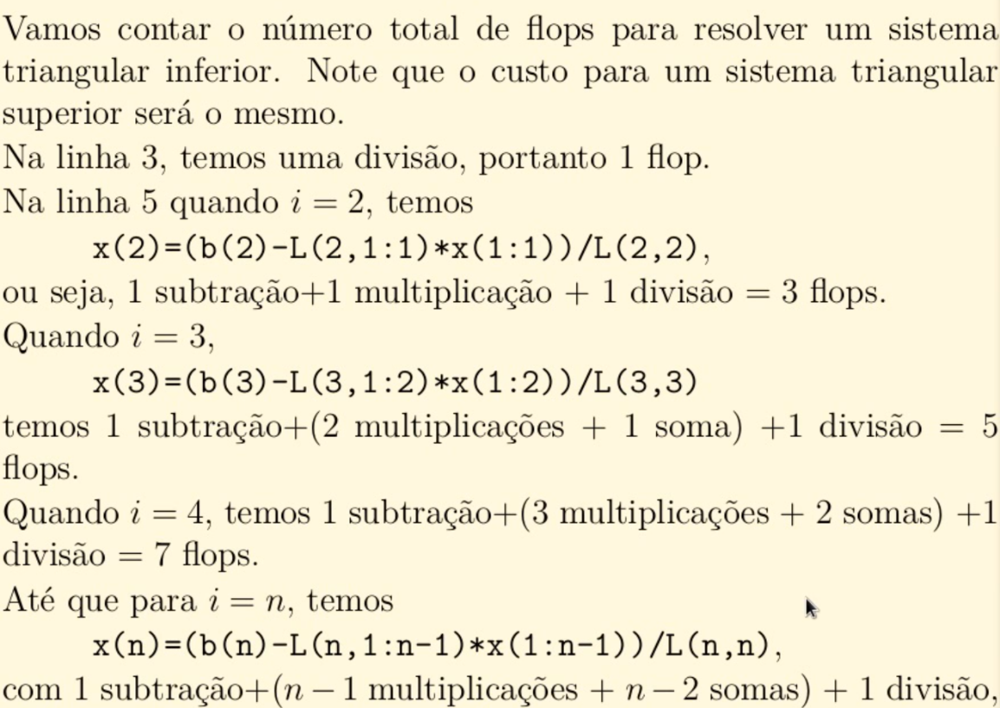 Vamos contar o número total de flops para resolver um sistema
triangular inferior. Note que o custo para um sistema triangular
superior será o mesmo.
Na linha 3, temos uma divisão, portanto 1 flop.
Na linha 5 quando i = 2, temos
x(2)=(b(2)-L(2,1:1)*x(1:1))/L(2,2),
ou seja, 1 subtração+1 multiplicação + 1 divisão = 3 flops.
Quando i = 3,
x(3)=(b(3)-L(3,1:2)*x(1:2))/L(3,3)
temos 1 subtração+(2 multiplicações + 1 soma) +1 divisão = 5
flops.
Quando i = 4, temos 1 subtração+(3 multiplicações + 2 somas) +1
divisão = 7 flops.
Até que para i = n, temos
x(n)=(b(n)-L(n,1:n-1)*x(1:n-1))/L(n,n),
com 1 subtração+(n − 1 multiplicações + n − 2 somas) + 1 divisão,